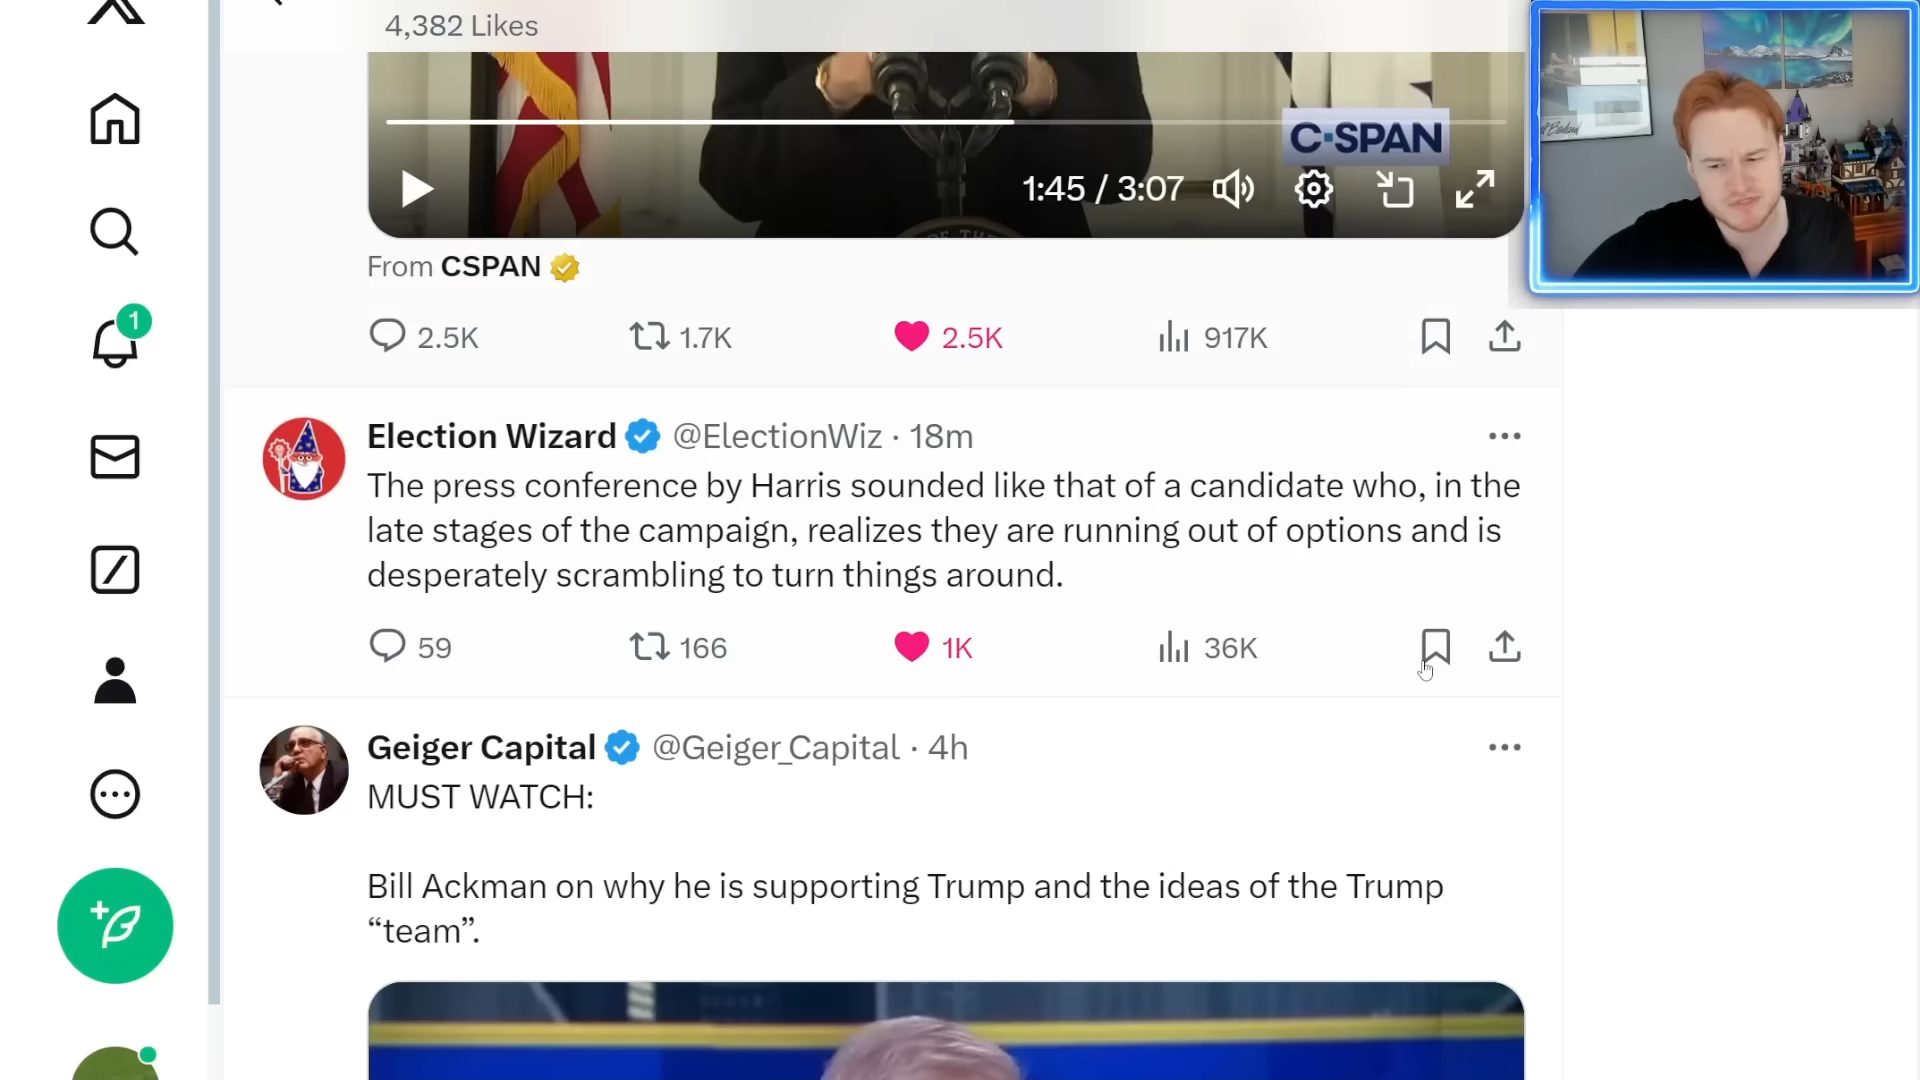 4,382 Likes
C-SPAN
1:45 / 3:07
OF THE
From CSPAN
2.5K 1.7K 2.5K 917K
1
Election Wizard @ElectionWiz · 18m
The press conference by Harris sounded like that of a candidate who, in the
late stages of the campaign, realizes they are running out of options and is
desperately scrambling to turn things around.
59 166 1K 36K
Geiger Capital @Geiger_Capital · 4h
MUST WATCH:
Bill Ackman on why he is supporting Trump and the ideas of the Trump
“team”.